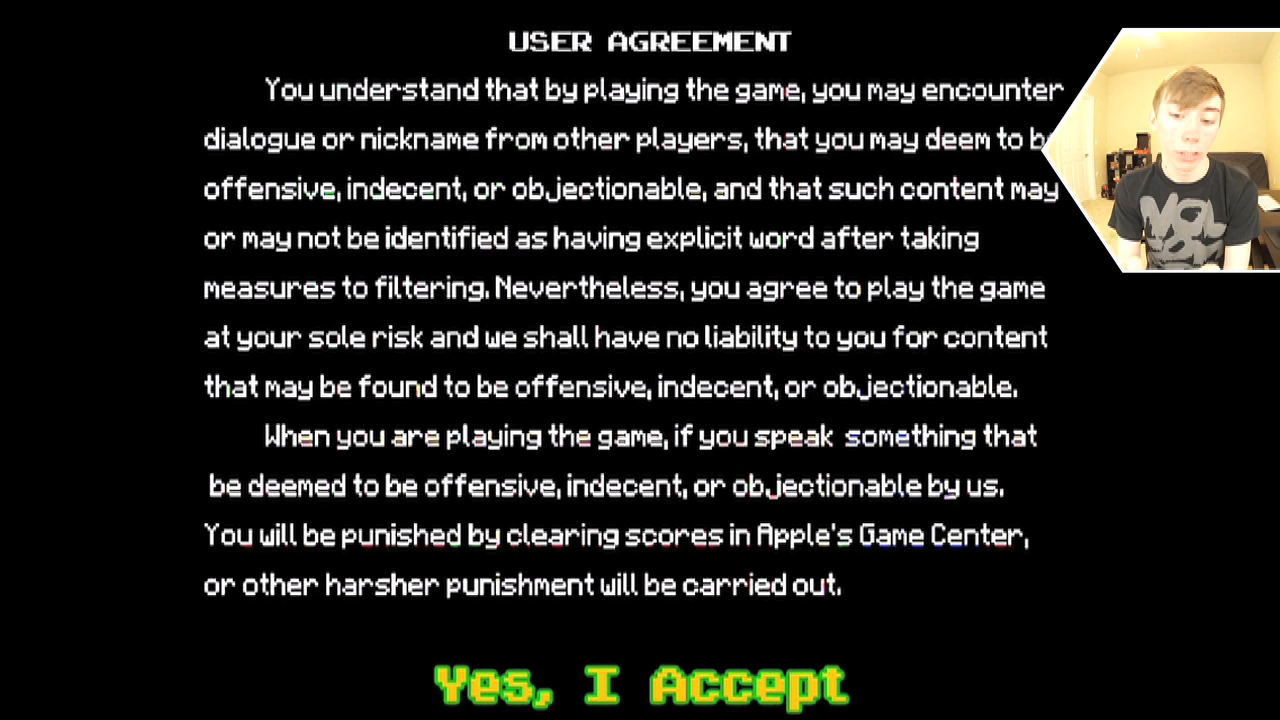 USER AGREEMENT
You understand that by playing the game, you may encounter
dialogue or nickname from other players, that you may deem to be
offensive, indecent, or objectionable, and that such content may
or may not be identified as having explicit word after taking
measures to filtering. Nevertheless, you agree to play the game
at your sole risk and we shall have no liability to you for content
that may be found to be offensive, indecent, or objectionable.
When you are playing the game, if you speak something that
be deemed to be offensive, indecent, or objectionable by us.
You will be punished by clearing scores in Apple's Game Center,
or other harsher punishment will be carried out.
Yes, I Accept